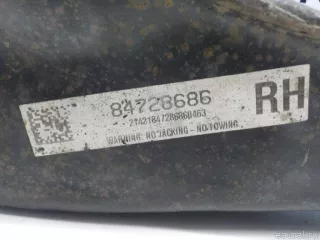 84728686
RH
WARNING: NO JACKING - NO TOWING